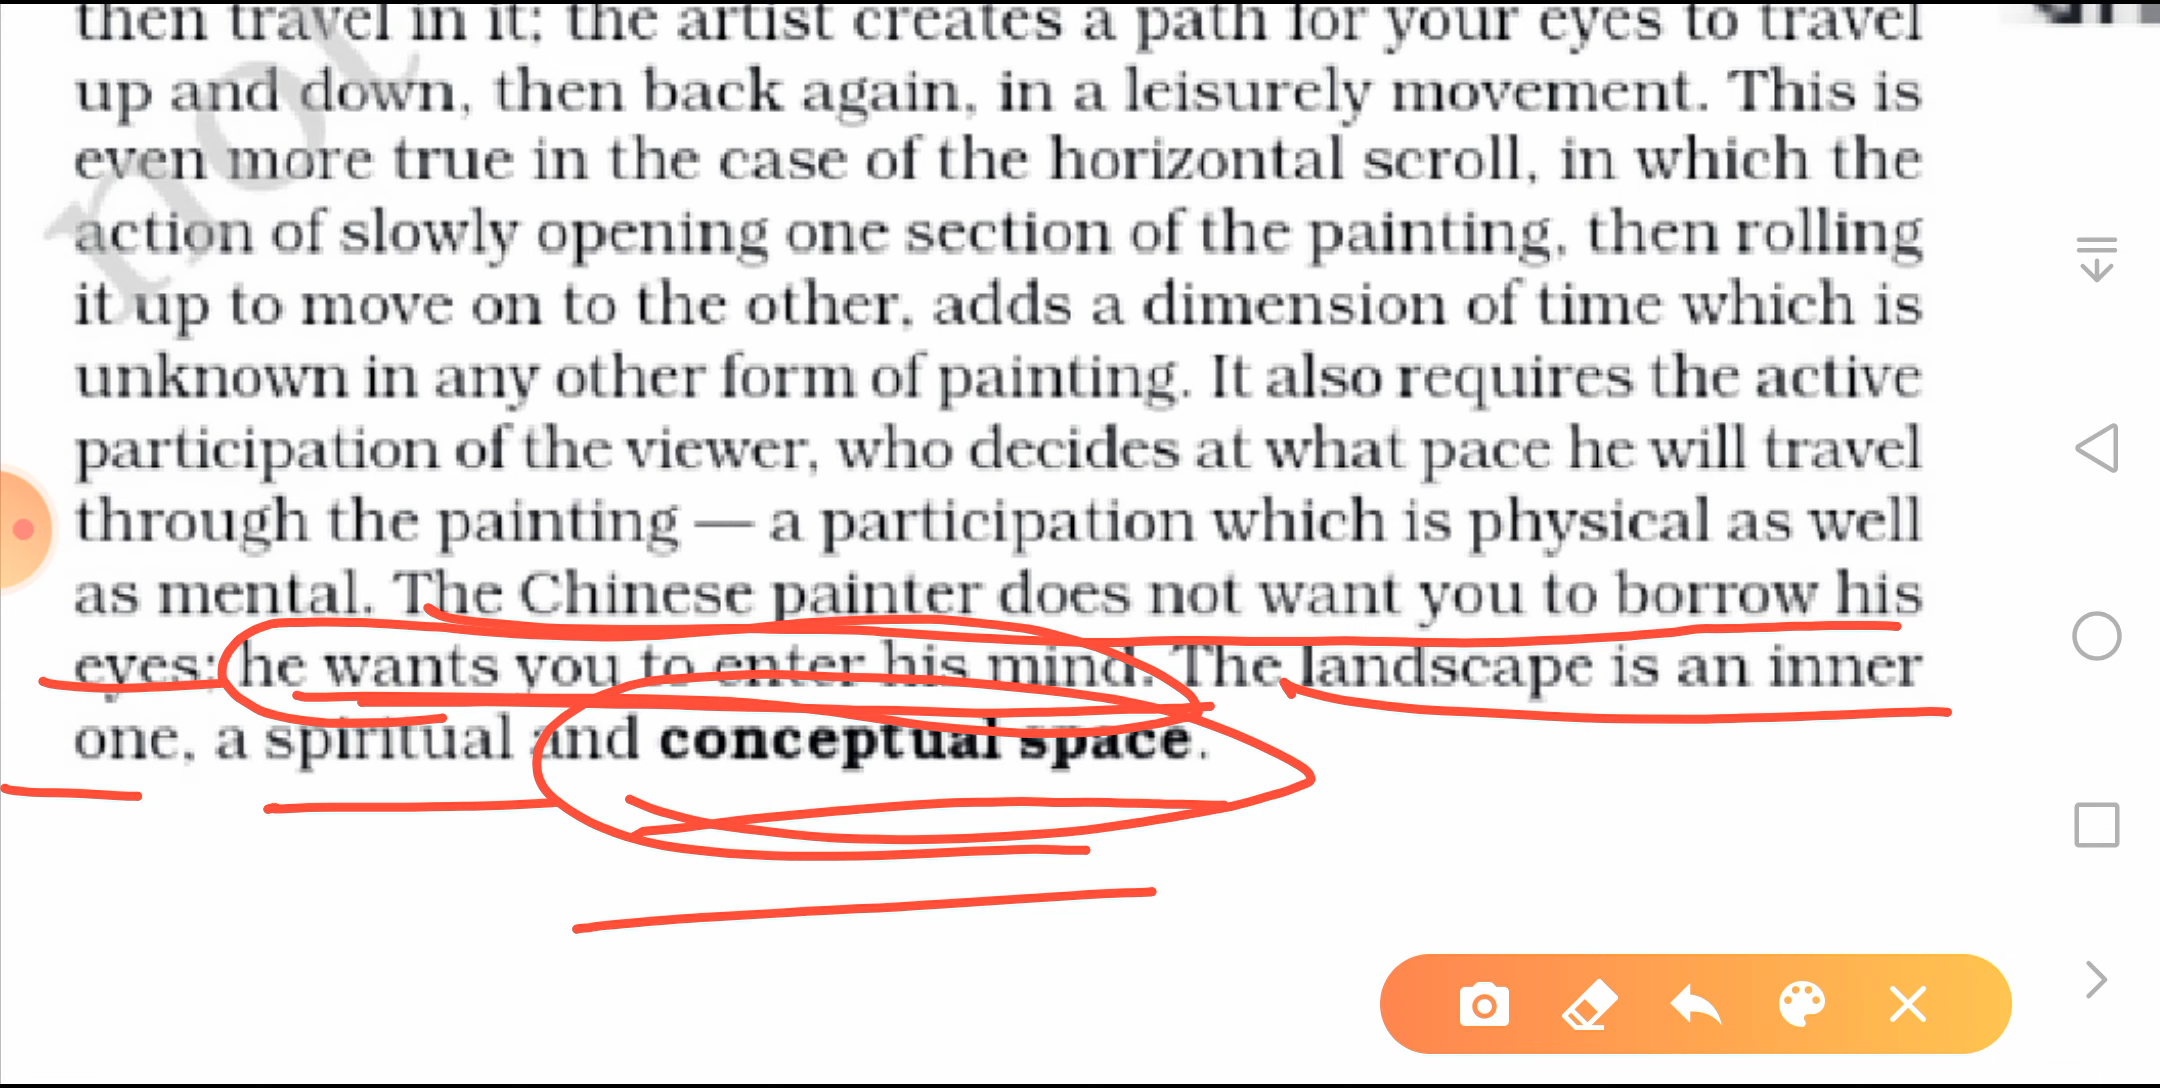 then travel in it; the artist creates a path for your eyes to travel
up and down, then back again, in a leisurely movement. This is
even more true in the case of the horizontal scroll, in which the
action of slowly opening one section of the painting, then rolling
it up to move on to the other, adds a dimension of time which is
unknown in any other form of painting. It also requires the active
participation of the viewer, who decides at what pace he will travel
through the painting — a participation which is physical as well
as mental. The Chinese painter does not want you to borrow his
eyes; he wants you to enter his mind. The landscape is an inner
one, a spiritual and conceptual space.
not